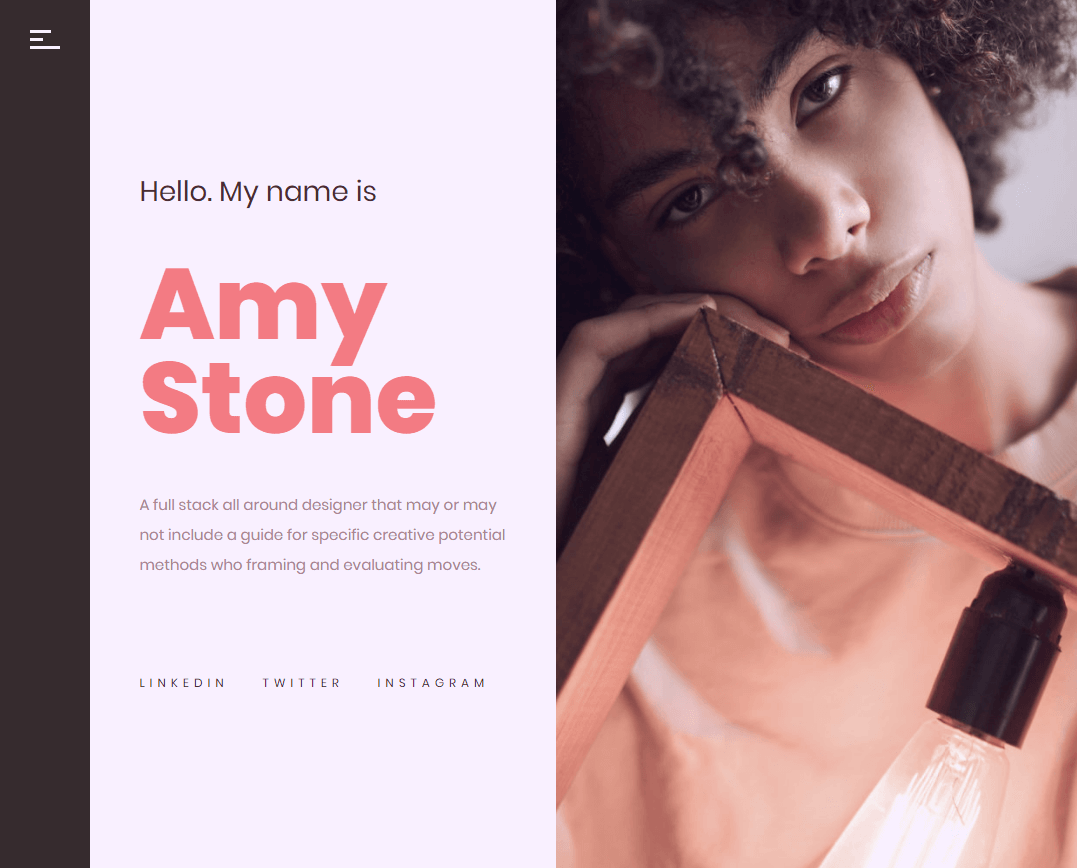 Hello. My name is
Amy
Stone
A full stack all around designer that may or may
not include a guide for specific creative potential
methods who framing and evaluating moves.
LINKEDIN TWITTER INSTAGRAM